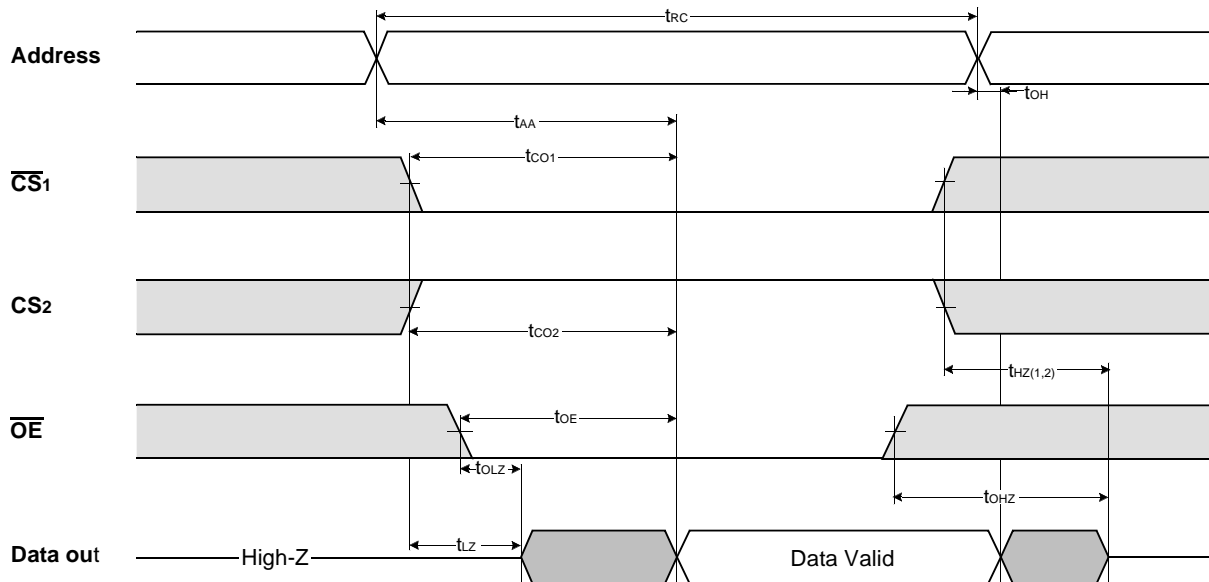 tRC
Address
tOH
tAA
tCO1
CS1
CS2
tCO2
tHZ(1,2)
OE
tOE
tOLZ
tOHZ
Data out
High-Z
tLZ
Data Valid